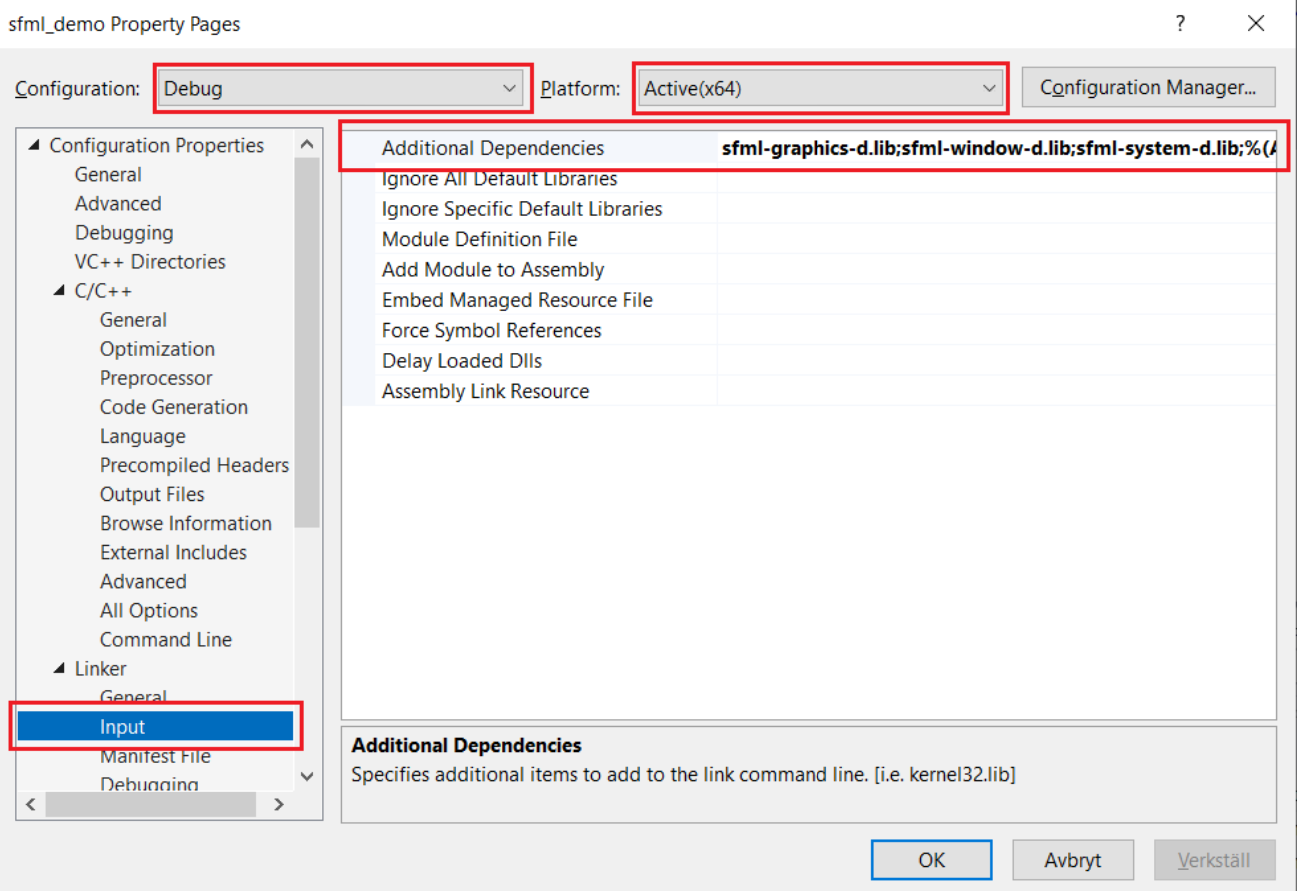 sfml_demo Property Pages
?
Configuration: Debug Platform: Active(x64) Configuration Manager...
Configuration Properties
General
Advanced
Debugging
VC++ Directories
C/C++
General
Optimization
Preprocessor
Code Generation
Language
Precompiled Headers
Output Files
Browse Information
External Includes
Advanced
All Options
Command Line
Linker
General
Input
Manifest File
Debugging
Additional Dependencies sfml-graphics-d.lib;sfml-window-d.lib;sfml-system-d.lib;%(A
Ignore All Default Libraries
Ignore Specific Default Libraries
Module Definition File
Add Module to Assembly
Embed Managed Resource File
Force Symbol References
Delay Loaded Dlls
Assembly Link Resource
Additional Dependencies
Specifies additional items to add to the link command line. [i.e. kernel32.lib]
OK Avbryt Verkställ